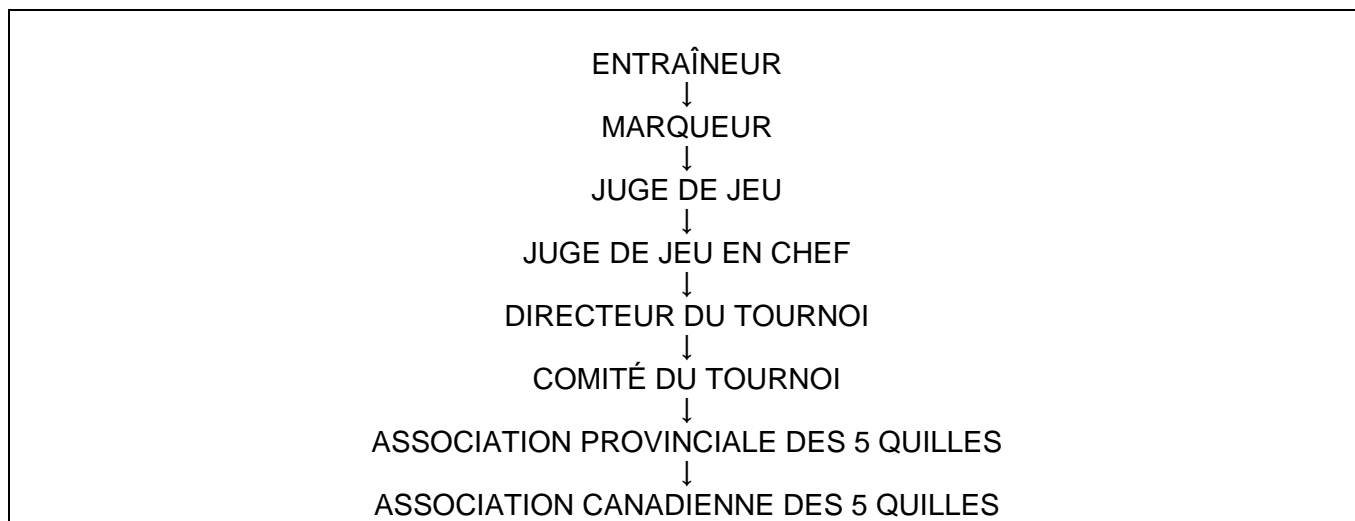 ENTRAÎNEUR
↓
MARQUEUR
↓
JUGE DE JEU
↓
JUGE DE JEU EN CHEF
↓
DIRECTEUR DU TOURNOI
↓
COMITÉ DU TOURNOI
↓
ASSOCIATION PROVINCIALE DES 5 QUILLES
↓
ASSOCIATION CANADIENNE DES 5 QUILLES